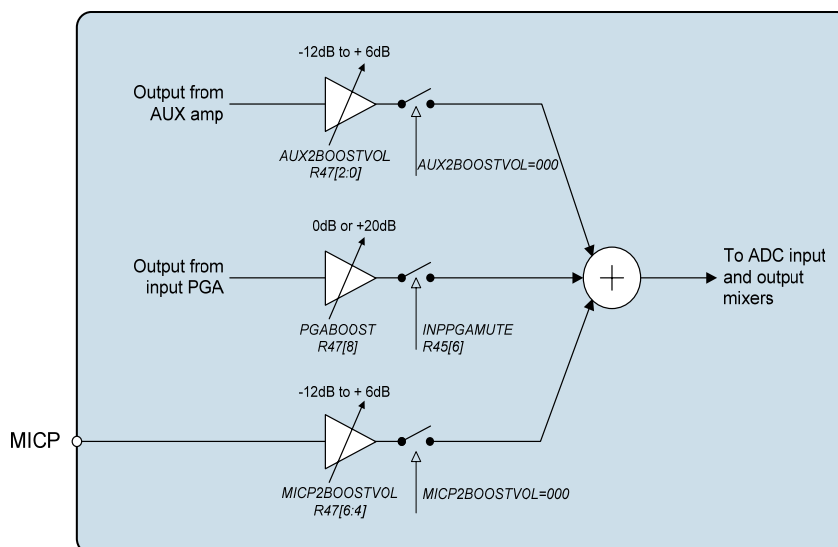 -12dB to + 6dB
Output from
AUX amp
AUX2BOOSTVOL
R47[2:0]
AUX2BOOSTVOL=000
0dB or +20dB
Output from
input PGA
PGABOOST
R47[8]
INPPGAMUTE
R45[6]
To ADC input
and output
mixers
-12dB to + 6dB
MICP
MICP2BOOSTVOL
R47[6:4]
MICP2BOOSTVOL=000